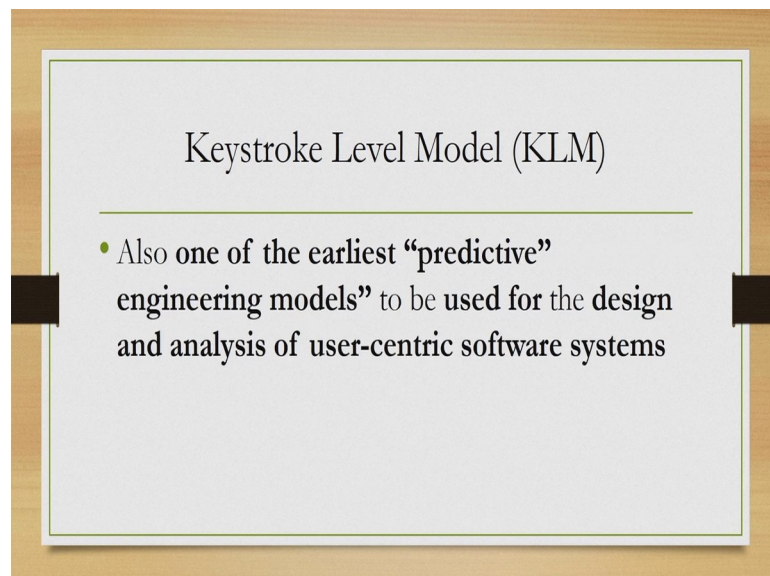 Keystroke Level Model (KLM)
• Also one of the earliest “predictive”
engineering models” to be used for the design
and analysis of user-centric software systems